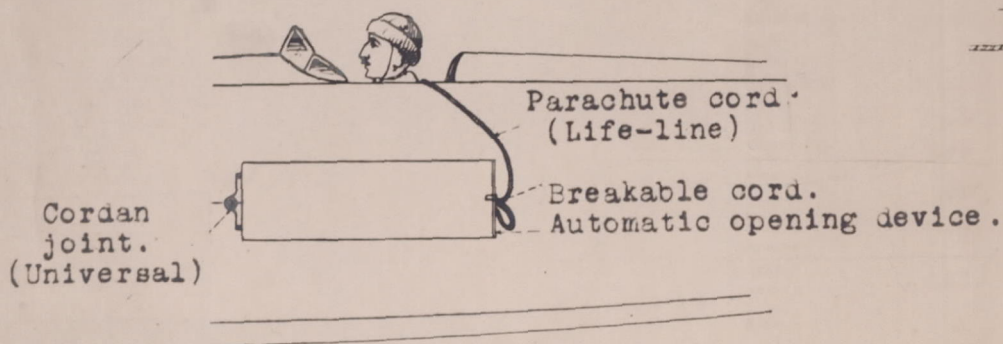 Parachute cord.
(Life-line)
Breakable cord.
Automatic opening device.
Cordan
joint.
(Universal)